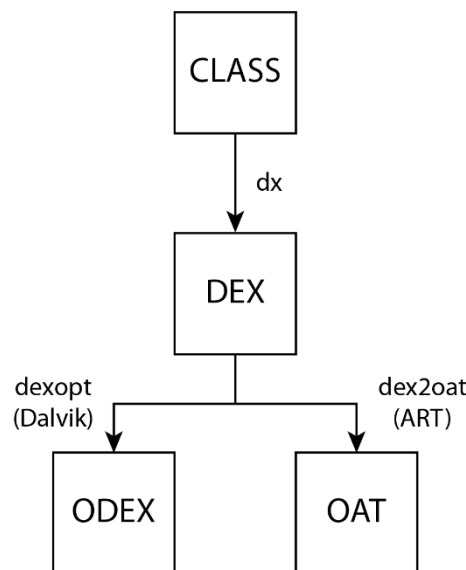 CLASS
dx
DEX
dexopt
(Dalvik)
dex2oat
(ART)
ODEX
OAT